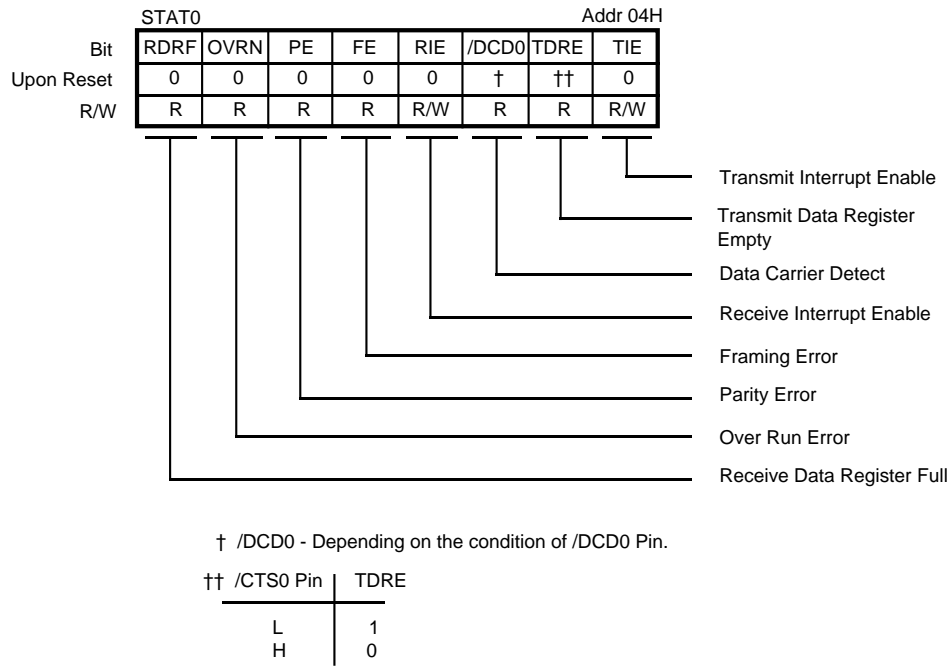 STAT0 Addr 04H
Bit RDRF OVRN PE FE RIE /DCD0 TDRE TIE
Upon Reset 0 0 0 0 0 † †† 0
R/W R R R R R/W R R R/W
Transmit Interrupt Enable
Transmit Data Register
Empty
Data Carrier Detect
Receive Interrupt Enable
Framing Error
Parity Error
Over Run Error
Receive Data Register Full
† /DCD0 - Depending on the condition of /DCD0 Pin.
†† /CTS0 Pin TDRE
L 1
H 0